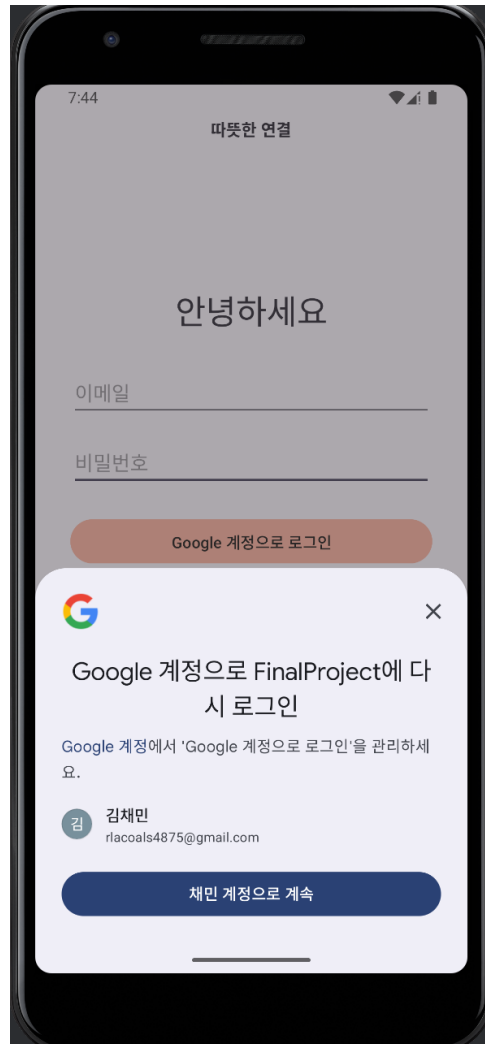 7:44
따뜻한 연결
안녕하세요
이메일
비밀번호
Google 계정으로 로그인
Google 계정으로 FinalProject에 다
시 로그인
Google 계정에서 'Google 계정으로 로그인'을 관리하세
요.
김
김채민
rlacoals4875@gmail.com
채민 계정으로 계속